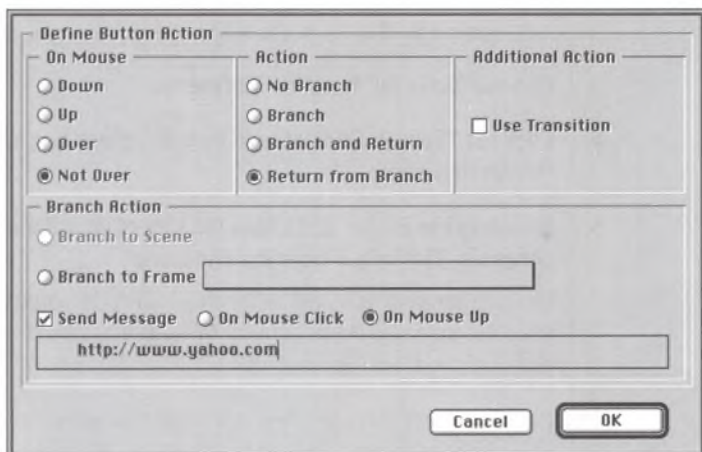 Define Button Action
On Mouse
Down
Up
Over
Not Over
Action
No Branch
Branch
Branch and Return
Return from Branch
Additional Action
Use Transition
Branch Action
Branch to Scene
Branch to Frame
Send Message On Mouse Click On Mouse Up
http://www.yahoo.com
Cancel OK